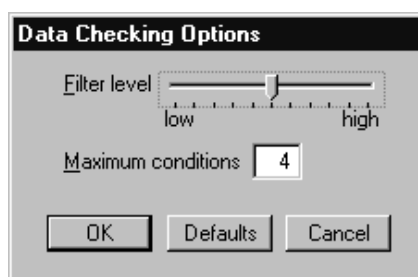 Data Checking Options
Filter level
low high
Maximum conditions 4
OK Defaults Cancel